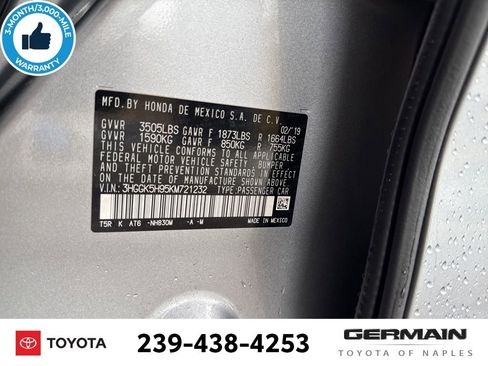 3-MONTH/3,000-MILE
WARRANTY
MFD. BY HONDA DE MEXICO S.A. DE C.V.
02/'19
GVWR 3505LBS GAWR F 1873LBS R 1664LBS
GVWR 1590KG GAWR F 850KG R 755KG
THIS VEHICLE CONFORMS TO ALL APPLICABLE
FEDERAL MOTOR VEHICLE SAFETY, BUMPER,
AND THEFT PREVENTION STANDARDS IN EFFECT
ON THE DATE OF MANUFACTURE SHOWN ABOVE.
V.I.N.: 3HGGK5H95KM721232 TYPE:PASSENGER CAR
T5R K AT6 -NH830M -A -M
MADE IN MEXICO
TOYOTA 239-438-4253 GERMAIN
TOYOTA OF NAPLES